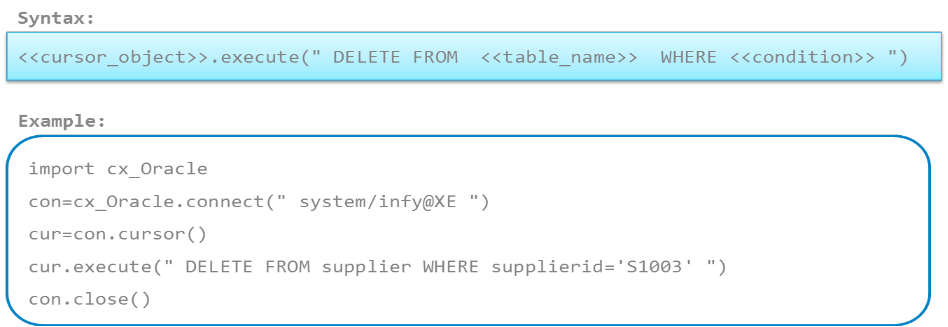 Syntax:
<<cursor_object>>.execute(" DELETE FROM  <<table_name>>  WHERE <<condition>> ")
Example:
import cx_Oracle
con=cx_Oracle.connect(" system/infy@XE ")
cur=con.cursor()
cur.execute(" DELETE FROM supplier WHERE supplierid='S1003' ")
con.close()